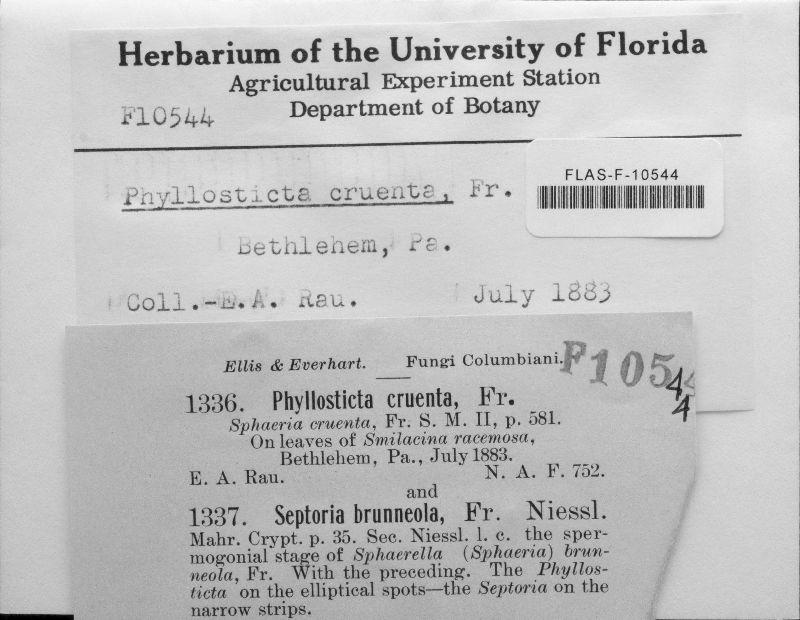 Herbarium of the University of Florida
Agricultural Experiment Station
Department of Botany
F10544
FLAS-F-10544
Phyllosticta cruenta, Fr.
Bethlehem, Pa.
Coll.-E.A. Rau. July 1883
Ellis & Everhart. Fungi Columbiani.
F10544
1336. Phyllosticta cruenta, Fr.
Sphaeria cruenta, Fr. S. M. II, p. 581.
On leaves of Smilacina racemosa,
Bethlehem, Pa., July 1883.
E. A. Rau. N. A. F. 752.
and
1337. Septoria brunneola, Fr. Niessl.
Mahr. Crypt. p. 35. Sec. Niessl. l. c. the sper-
mogonial stage of Sphaerella (Sphaeria) brun-
neola, Fr. With the preceding. The Phyllos-
ticta on the elliptical spots—the Septoria on the
narrow strips.